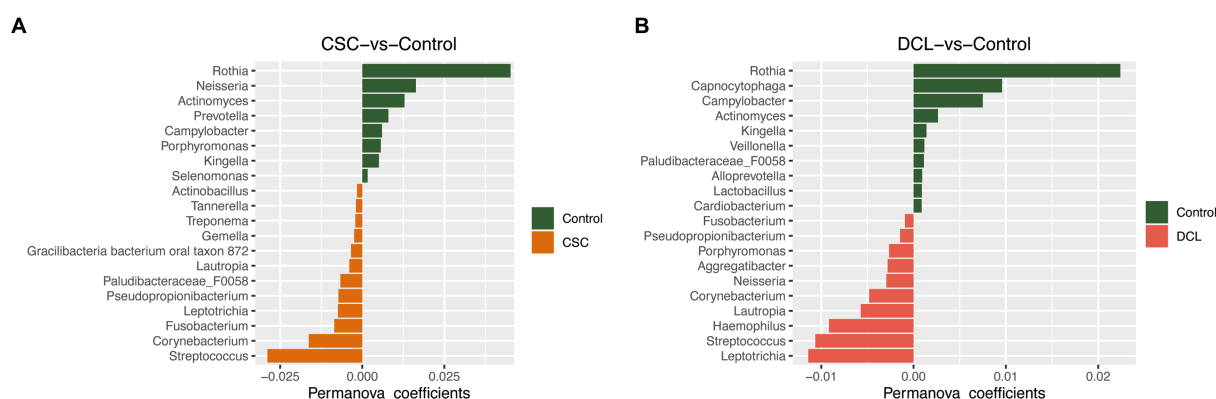 A
CSC−vs−Control
Rothia
Neisseria
Actinomyces
Prevotella
Campylobacter
Porphyromonas
Kingella
Selenomonas
Actinobacillus
Tannerella
Treponema
Gemella
Gracilibacteria bacterium oral taxon 872
Lautropia
Paludibacteraceae_F0058
Pseudopropionibacterium
Leptotrichia
Fusobacterium
Corynebacterium
Streptococcus
−0.025 0.000 0.025
Permanova coefficients
Control
CSC
B
DCL−vs−Control
Rothia
Capnocytophaga
Campylobacter
Actinomyces
Kingella
Veillonella
Paludibacteraceae_F0058
Alloprevotella
Lactobacillus
Cardiobacterium
Fusobacterium
Pseudopropionibacterium
Porphyromonas
Aggregatibacter
Neisseria
Corynebacterium
Lautropia
Haemophilus
Streptococcus
Leptotrichia
−0.01 0.00 0.01 0.02
Permanova coefficients
Control
DCL